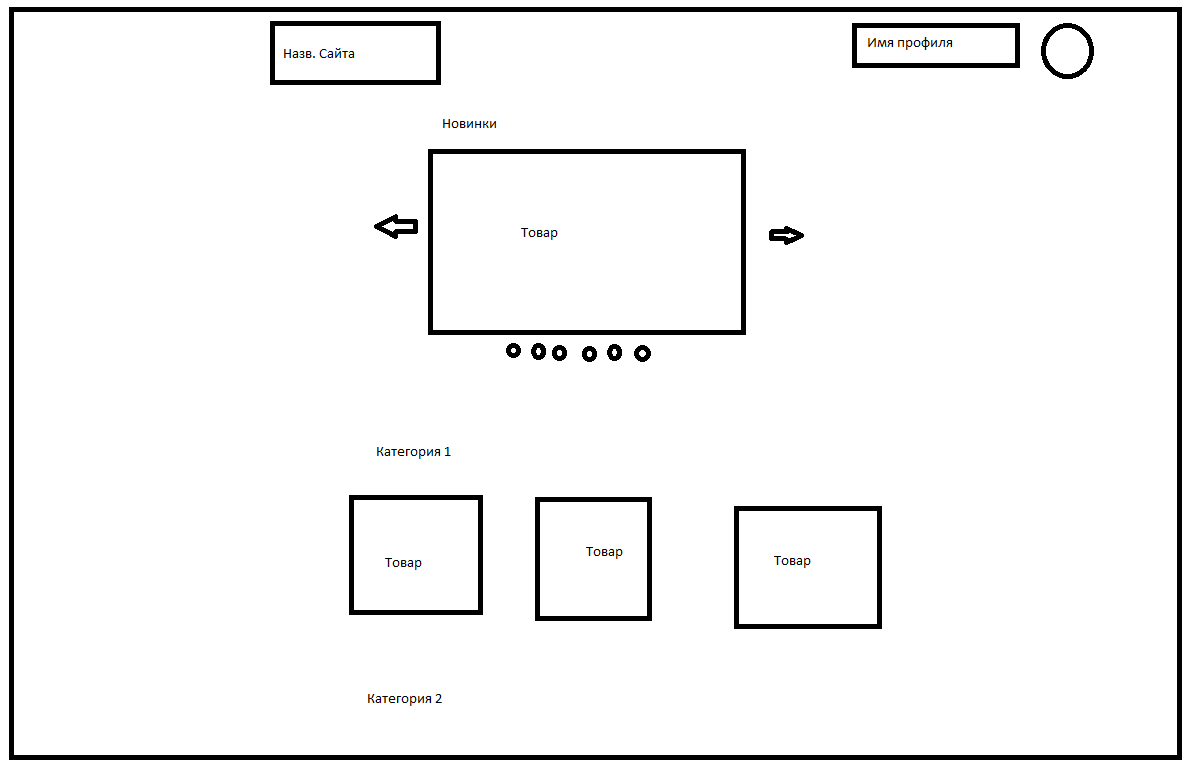 Назв. Сайта
Имя профиля
Новинки
Товар
Категория 1
Товар
Товар
Товар
Категория 2